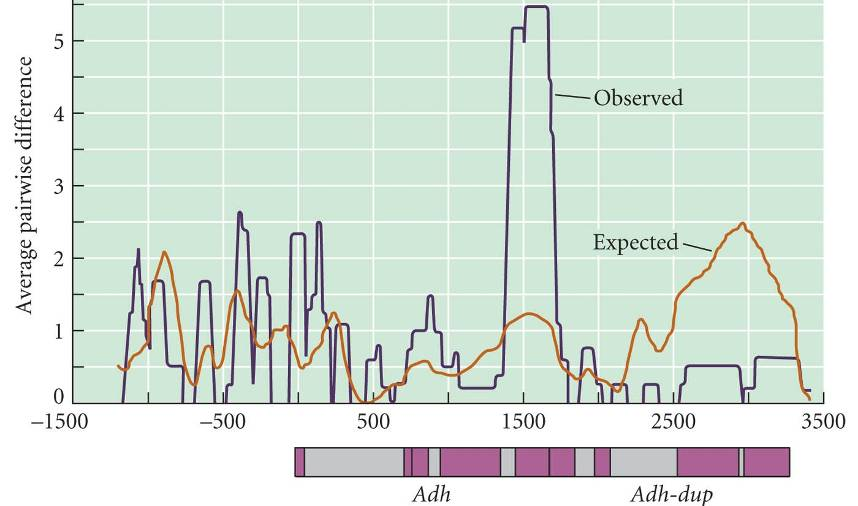 Average pairwise difference
5
4
3
2
1
0
Observed
Expected
–1500
–500
500
1500
2500
3500
Adh
Adh-dup